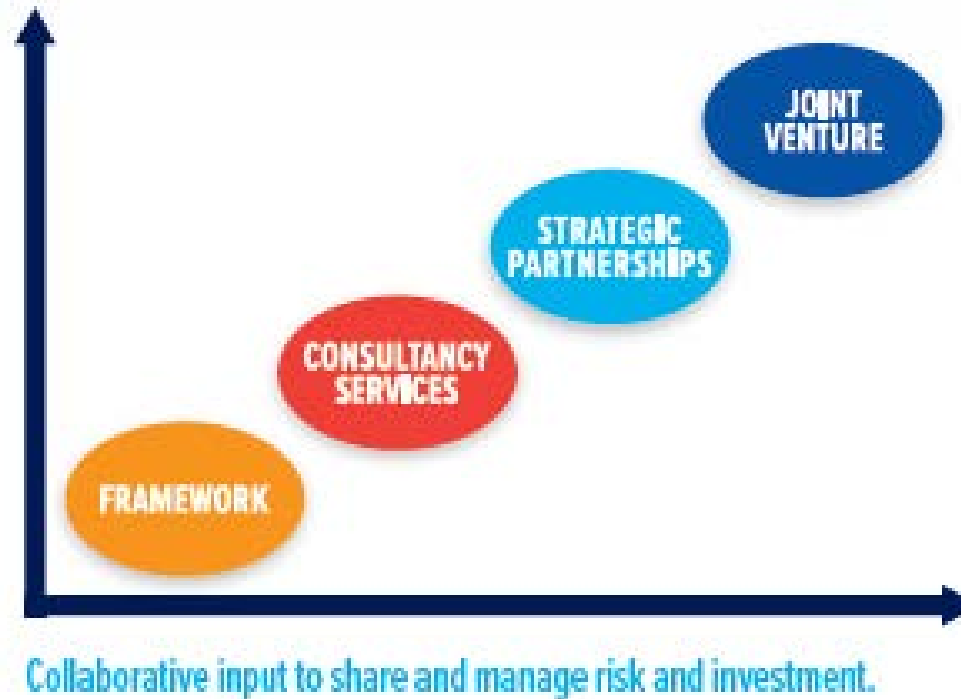 JOINT
VENTURE
STRATEGIC
PARTNERSHIPS
CONSULTANCY
SERVICES
FRAMEWORK
Collaborative input to share and manage risk and investment.